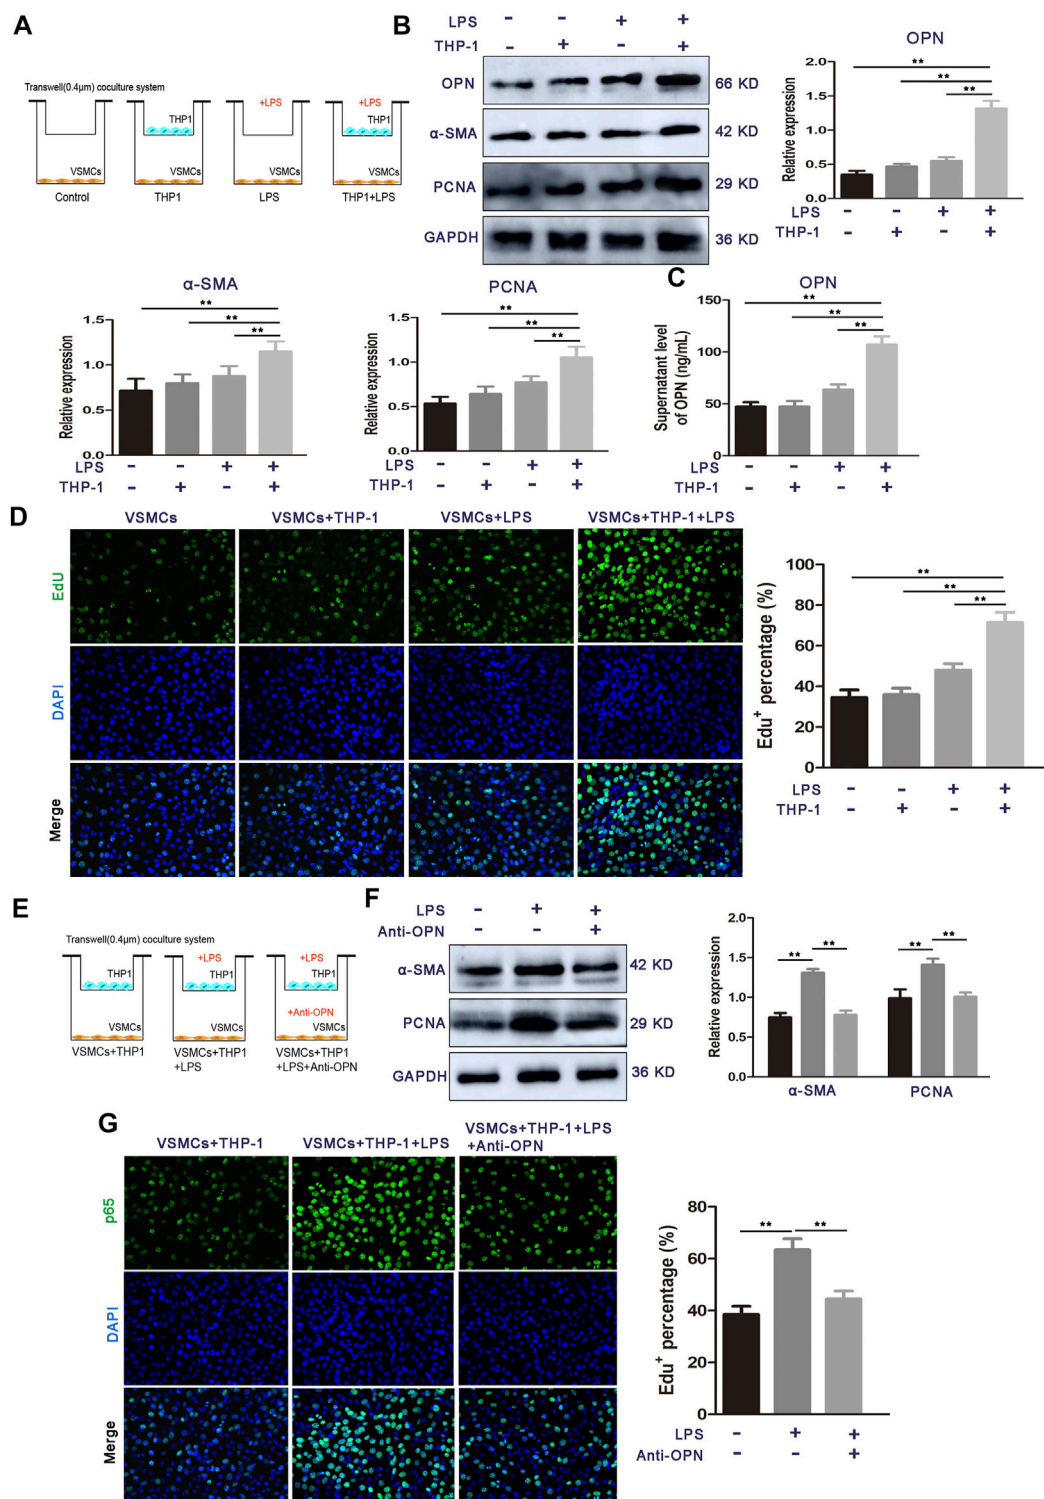 A
Transwell(0.4μm) coculture system
+LPS
+LPS
THP1
THP1
VSMCs
VSMCs
VSMCs
VSMCs
Control
THP1
LPS
THP1+LPS
B
LPS - - + +
THP-1 - + - +
OPN
66 KD
α-SMA
42 KD
PCNA
29 KD
GAPDH
36 KD
OPN
Relative expression
2.0
1.5
1.0
0.5
0.0
**
**
**
LPS - - + +
THP-1 - + - +
α-SMA
Relative expression
1.5
1.0
0.5
0.0
**
**
**
LPS - - + +
THP-1 - + - +
PCNA
Relative expression
1.5
1.0
0.5
0.0
**
**
**
LPS - - + +
THP-1 - + - +
C
OPN
Supernatant level
of OPN (ng/mL)
150
100
50
0
**
**
**
LPS - - + +
THP-1 - + - +
D
VSMCs
VSMCs+THP-1
VSMCs+LPS
VSMCs+THP-1+LPS
EdU
DAPI
Merge
Edu+ percentage (%)
100
80
60
40
20
0
**
**
**
LPS - - + +
THP-1 - + - +
E
Transwell(0.4μm) coculture system
+LPS
+LPS
THP1
THP1
THP1
+Anti-OPN
VSMCs
VSMCs
VSMCs
VSMCs+THP1
VSMCs+THP1
+LPS
VSMCs+THP1
+LPS+Anti-OPN
F
LPS - + +
Anti-OPN - - +
α-SMA
42 KD
PCNA
29 KD
GAPDH
36 KD
Relative expression
2.0
1.5
1.0
0.5
0.0
**
**
**
**
α-SMA
PCNA
G
VSMCs+THP-1
VSMCs+THP-1+LPS
VSMCs+THP-1+LPS
+Anti-OPN
p65
DAPI
Merge
Edu+ percentage (%)
80
60
40
20
0
**
**
LPS - + +
Anti-OPN - - +